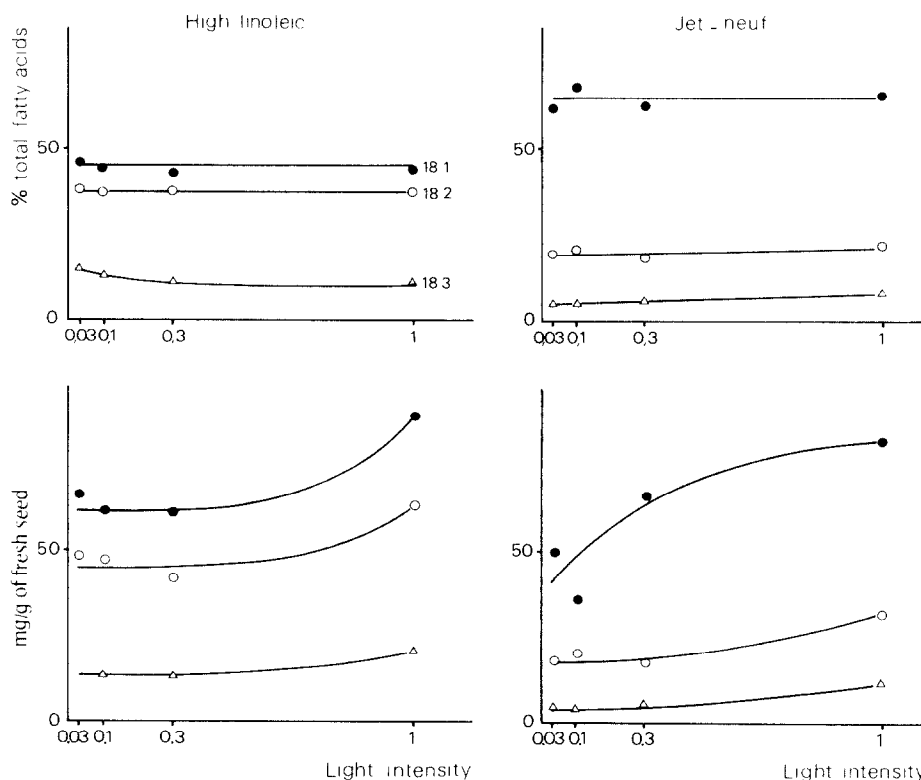 High linoleic
Jet-neuf
% total fatty acids
50
18 1
18 2
18 3
0
0,03 0,1 0,3 1
50
0
0,03 0,1 0,3 1
mg/g of fresh seed
50
0
0,03 0,1 0,3 1
Light intensity
50
0
0,03 0,1 0,3 1
Light intensity